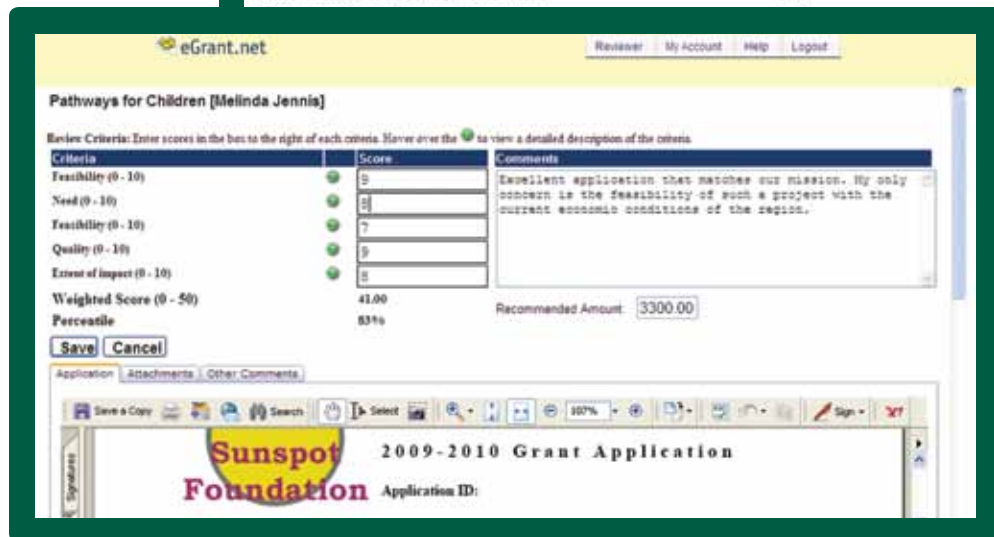 eGrant.net
Reviewer My Account Help Logout
Pathways for Children [Melinda Jennis]
Review Criteria: Enter scores in the box to the right of each criteria. Hover over the to view a detailed description of the criteria.
Criteria Score Comments
Feasibility (0 - 10) 9
Need (0 - 10) 8
Feasibility (0 - 10) 7
Quality (0 - 10) 9
Extent of impact (0 - 10) 8
Excellent application that matches our mission. My only
concern is the feasibility of such a project with the
current economic conditions of the region.
Weighted Score (0 - 50) 41.00
Percentile 83%
Recommended Amount: 3300.00
Save Cancel
Application Attachments Other Comments
Save a Copy Search Select 107% Sign
Signatures
Sunspot
Foundation
2009-2010 Grant Application
Application ID: